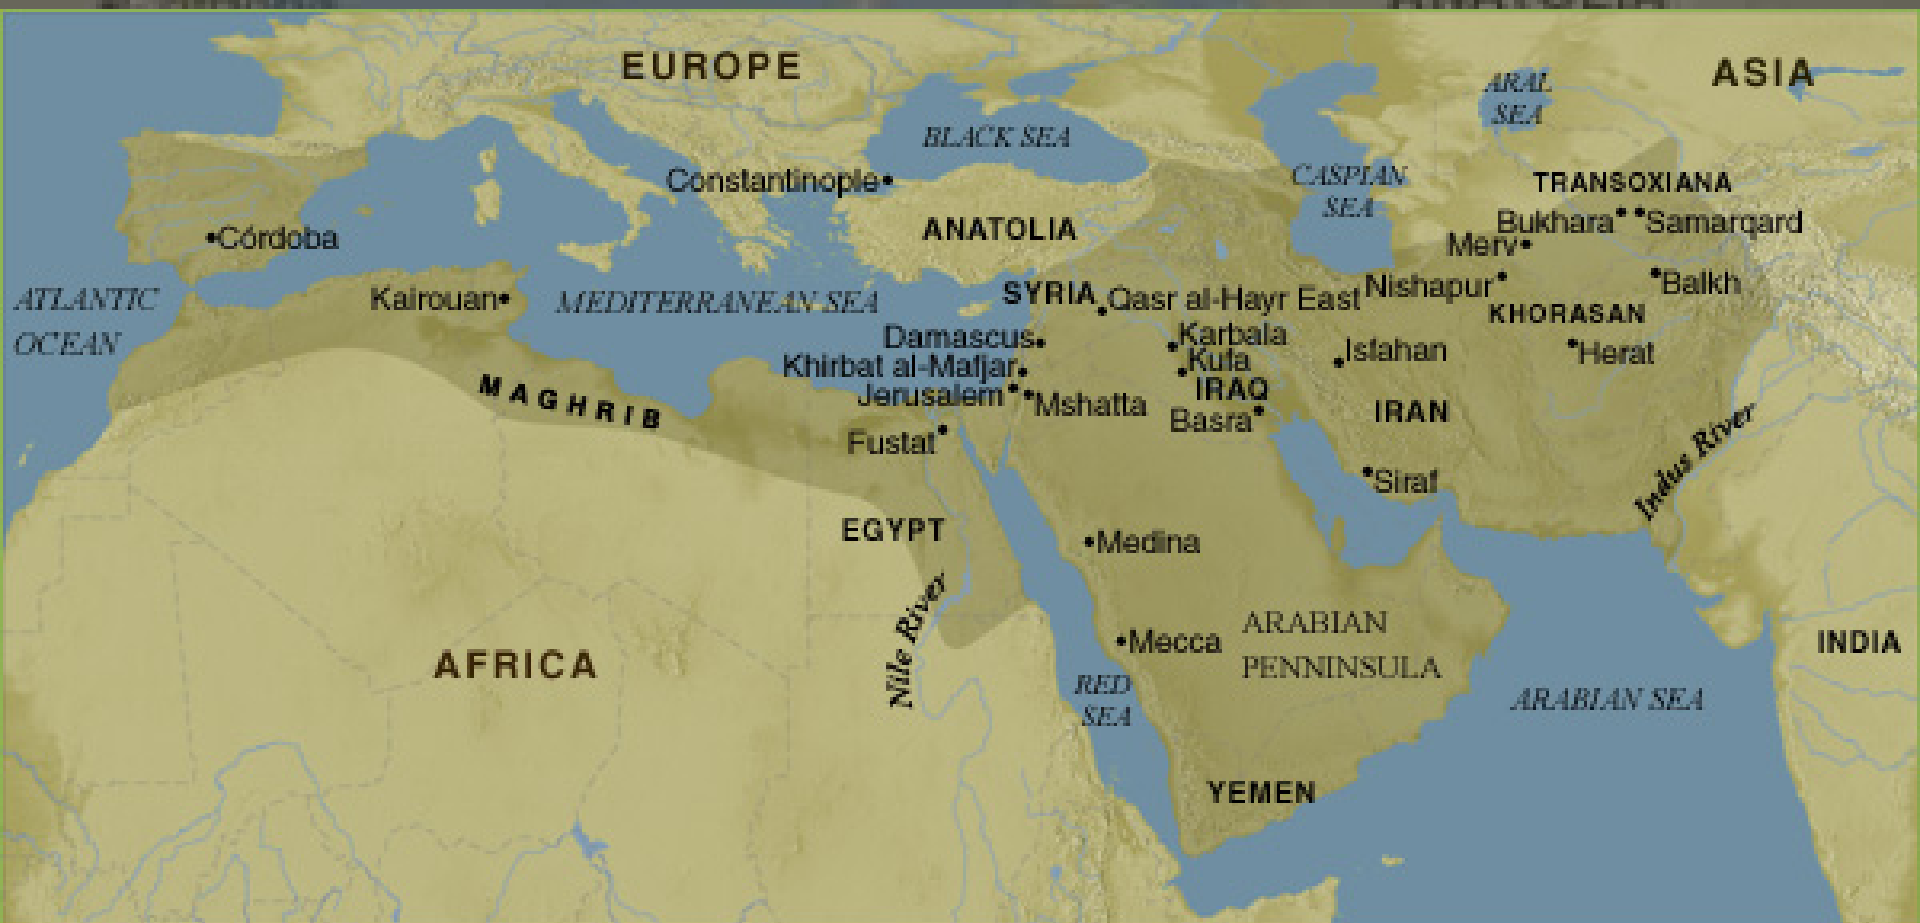 EUROPE
ASIA
ARAL
SEA
BLACK SEA
Constantinople
CASPIAN
SEA
TRANSOXIANA
Bukhara
Samarqard
Córdoba
ANATOLIA
Merv
ATLANTIC
OCEAN
Kairouan
MEDITERRANEAN SEA
SYRIA
Qasr al-Hayr East
Nishapur
Balkh
KHORASAN
Damascus
Karbala
Khirbat al-Mafjar
Kufa
Isfahan
Herat
MAGHRIB
Jerusalem
Mshatta
IRAQ
Basra
IRAN
Fustat
Siraf
Indus River
EGYPT
Medina
Nile River
ARABIAN
PENNINSULA
Mecca
AFRICA
RED
SEA
ARABIAN SEA
INDIA
YEMEN